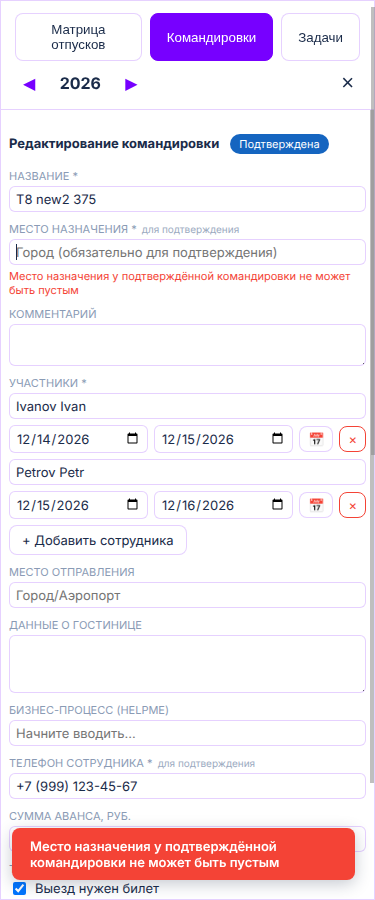 Матрица
отпусков
Командировки
Задачи
◀ 2026 ▶ ×
Редактирование командировки Подтверждена
НАЗВАНИЕ *
T8 new2 375
МЕСТО НАЗНАЧЕНИЯ * для подтверждения
Город (обязательно для подтверждения)
Место назначения у подтверждённой командировки не может
быть пустым
КОММЕНТАРИЙ
УЧАСТНИКИ *
Ivanov Ivan
12/14/2026 12/15/2026 ×
Petrov Petr
12/15/2026 12/16/2026 ×
+ Добавить сотрудника
МЕСТО ОТПРАВЛЕНИЯ
Город/Аэропорт
ДАННЫЕ О ГОСТИНИЦЕ
БИЗНЕС-ПРОЦЕСС (HELPME)
Начните вводить...
ТЕЛЕФОН СОТРУДНИКА * для подтверждения
+7 (999) 123-45-67
СУММА АВАНСА, РУБ.
Место назначения у подтверждённой
командировки не может быть пустым
Выезд нужен билет